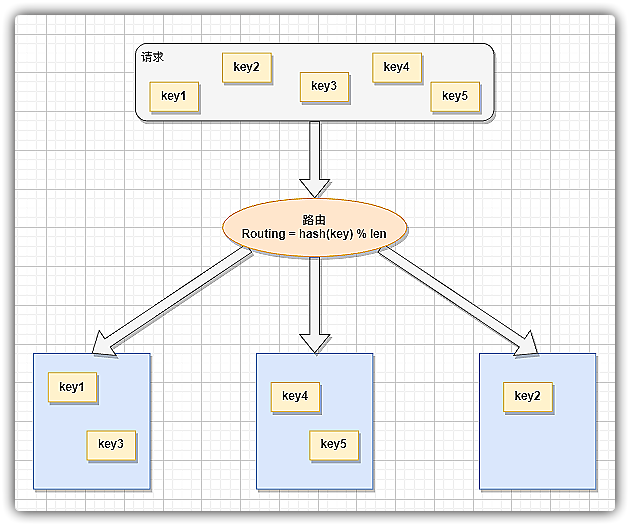 请求
key1
key2
key3
key4
key5
路由
Routing = hash(key) % len
key1
key3
key4
key5
key2